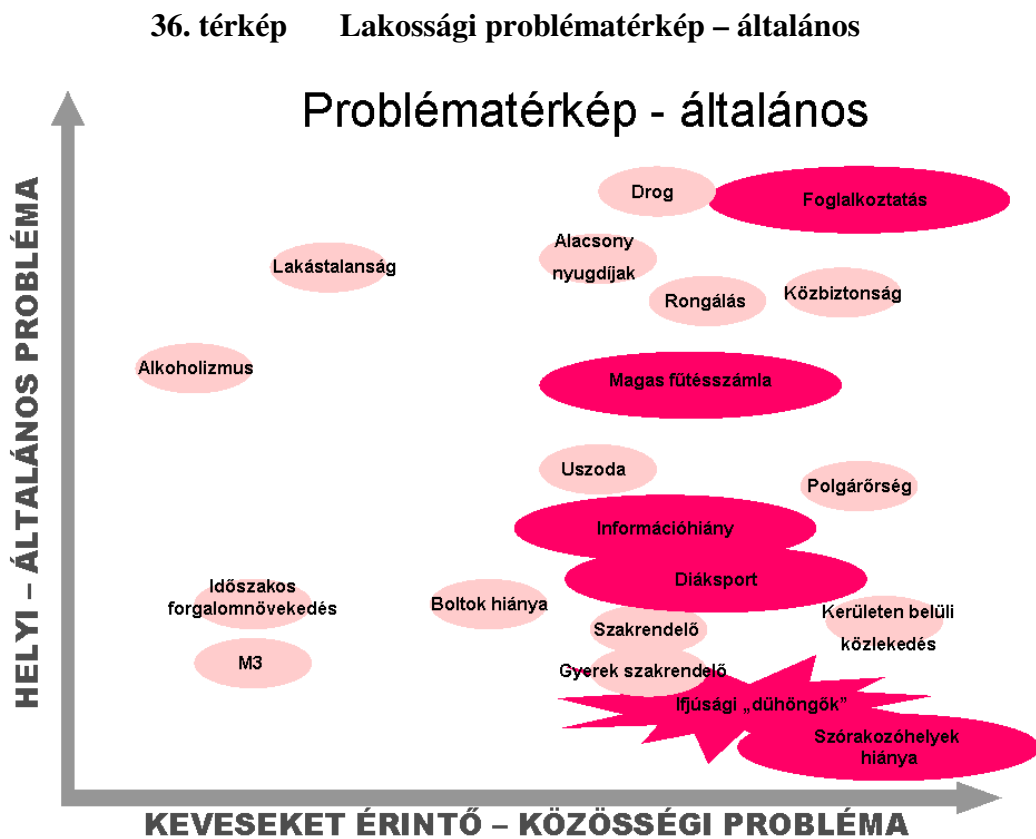 36. térkép Lakossági problématérkép – általános
Problématérkép - általános
HELYI – ÁLTALÁNOS PROBLÉMA
Drog
Foglalkoztatás
Lakástalanság
Alacsony
nyugdíjak
Rongálás
Közbiztonság
Alkoholizmus
Magas fűtésszámla
Uszoda
Polgárőrség
Információhiány
Diáksport
Időszakos
forgalomnövekedés
Boltok hiánya
Szakrendelő
Kerületen belüli
közlekedés
M3
Gyerek szakrendelő
Ifjúsági „dühöngők”
Szórakozóhelyek
hiánya
KEVESEKET ÉRINTŐ – KÖZÖSSÉGI PROBLÉMA